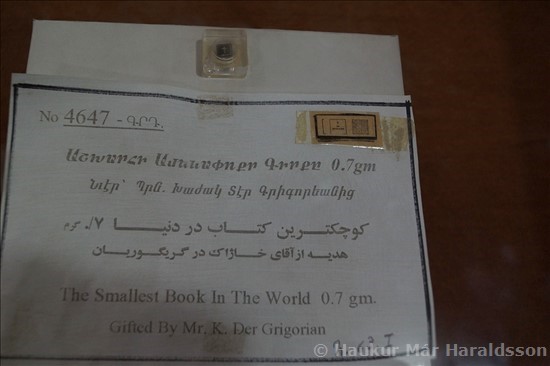 No 4647 - ԳՐԴ.
Աշխարհի Ամենափոքր Գիրքը 0.7gm
Նուէր՝ Պրն. Խաժակ Տէր Գրիգորեանից
کوچکترین کتاب در دنیا ۰/۷ گرم
هدیه از آقای خاژاک در گریگوریان
The Smallest Book In The World 0.7 gm.
Gifted By Mr. K. Der Grigorian
© Haukur Már Haraldsson